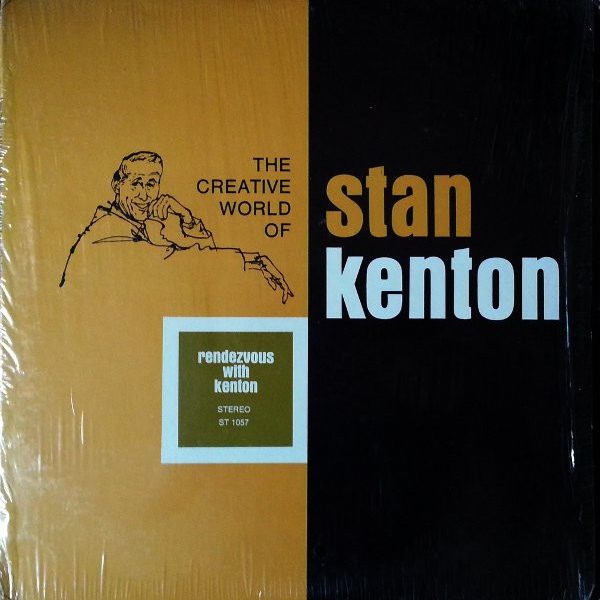 THE
CREATIVE
WORLD
OF
stan
kenton
rendezvous
with
kenton
STEREO
ST 1057